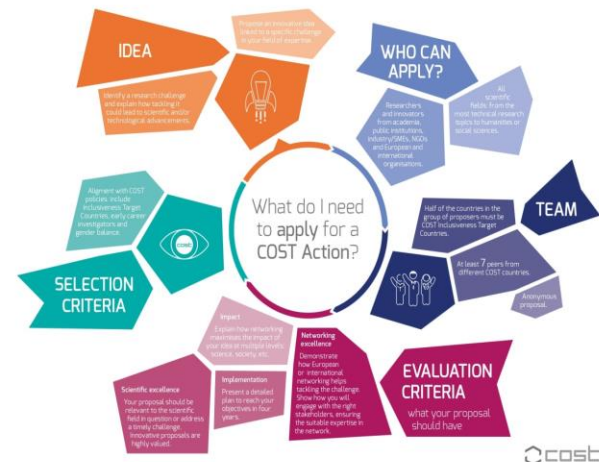 IDEA
Propose an innovative idea
linked to a specific challenge
in your field of expertise.
Identify a research challenge
and explain how tackling it
could lead to scientific and/or
technological advancements.
WHO CAN
APPLY?
Researchers
and innovators
from academia,
public institutions,
industry/SMEs, NGOs
and European and
international
organisations.
All
scientific
fields: from the
most technical research
topics to humanities or
social sciences.
What do I need
to apply for a
COST Action?
TEAM
Half of the countries in the
group of proposers must be
COST Inclusiveness Target
Countries.
At least 7 peers from
different COST countries.
Anonymous
proposal.
Alignment with COST
policies: include
Inclusiveness Target
Countries, early career
investigators and
gender balance.
cost
SELECTION
CRITERIA
Impact
Explain how networking
maximises the impact of
your idea at multiple levels:
science, society, etc.
Networking
excellence
Demonstrate
how European
or international
networking helps
tackling the challenge.
Show how you will
engage with the right
stakeholders, ensuring
the suitable expertise in
the network.
Scientific excellence
Your proposal should be
relevant to the scientific
field in question or address
a timely challenge.
Innovative proposals are
highly valued.
Implementation
Present a detailed
plan to reach your
objectives in four
years.
EVALUATION
CRITERIA
what your proposal
should have
cost